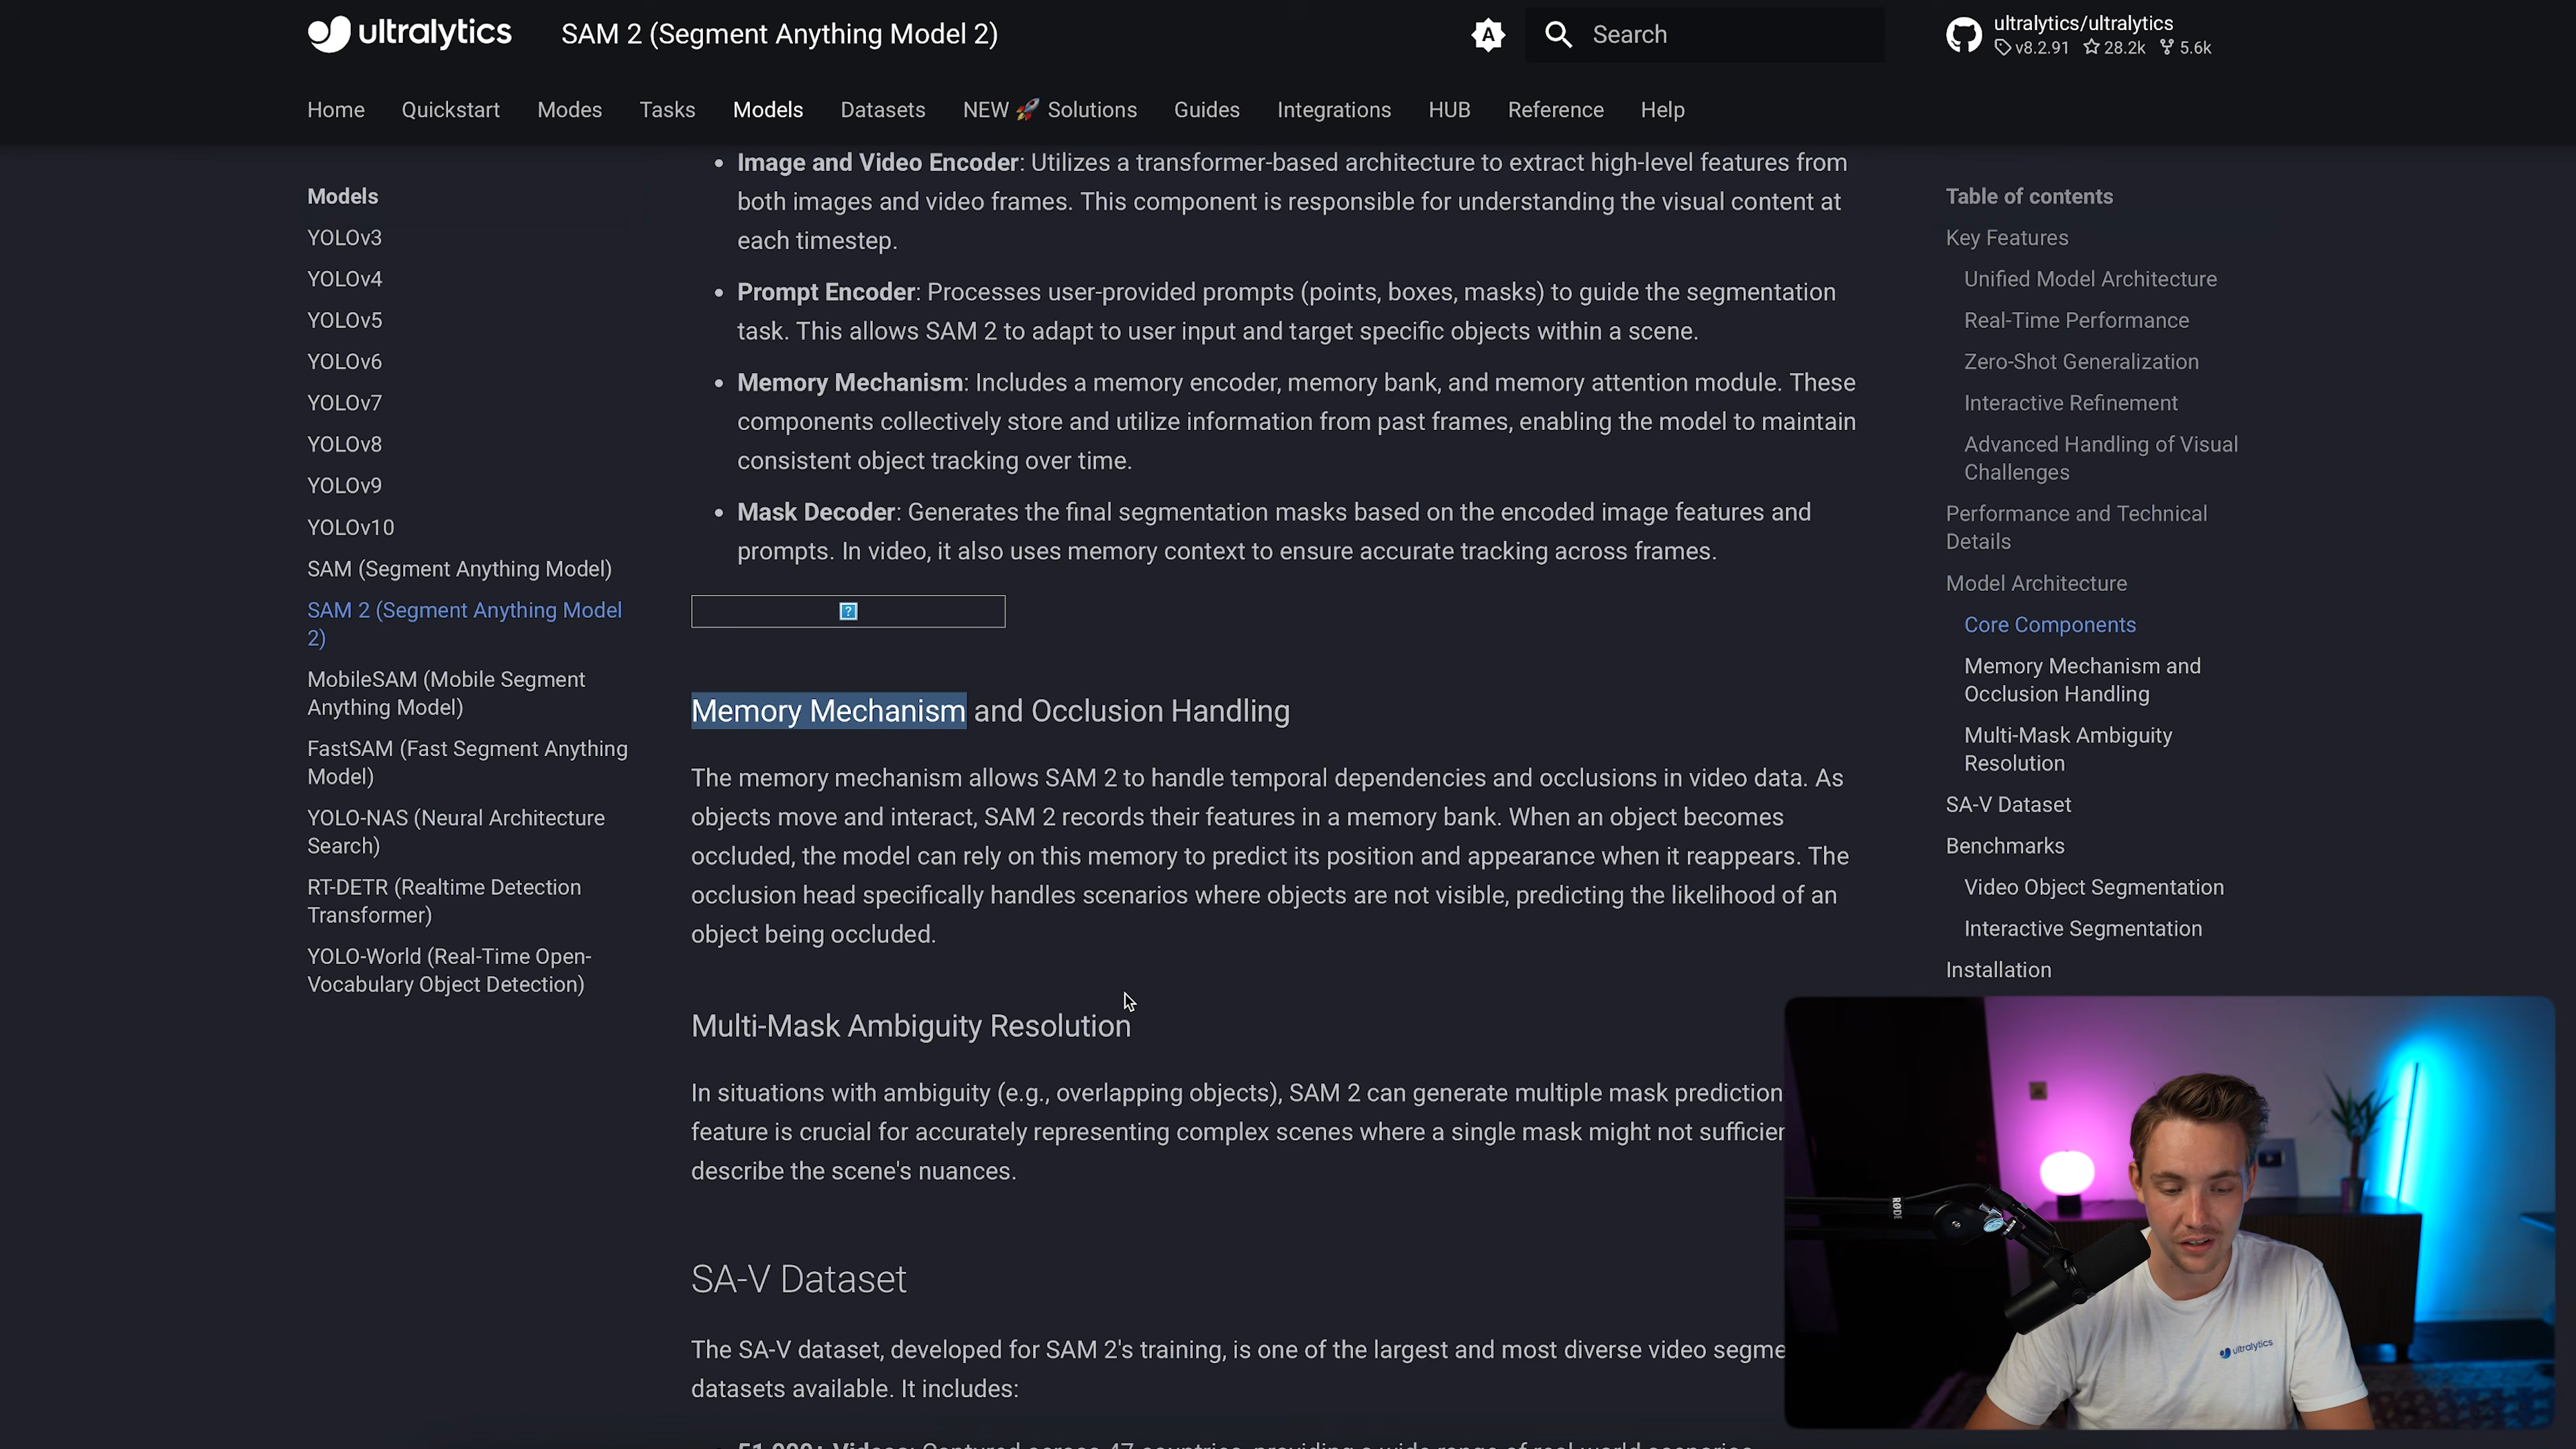 ultralytics
SAM 2 (Segment Anything Model 2)
A
Search
ultralytics/ultralytics
v8.2.91 28.2k 5.6k
Home Quickstart Modes Tasks Models Datasets NEW 🚀 Solutions Guides Integrations HUB Reference Help
Models
YOLOv3
YOLOv4
YOLOv5
YOLOv6
YOLOv7
YOLOv8
YOLOv9
YOLOv10
SAM (Segment Anything Model)
SAM 2 (Segment Anything Model
2)
MobileSAM (Mobile Segment
Anything Model)
FastSAM (Fast Segment Anything
Model)
YOLO-NAS (Neural Architecture
Search)
RT-DETR (Realtime Detection
Transformer)
YOLO-World (Real-Time Open-
Vocabulary Object Detection)
• Image and Video Encoder: Utilizes a transformer-based architecture to extract high-level features from
both images and video frames. This component is responsible for understanding the visual content at
each timestep.
• Prompt Encoder: Processes user-provided prompts (points, boxes, masks) to guide the segmentation
task. This allows SAM 2 to adapt to user input and target specific objects within a scene.
• Memory Mechanism: Includes a memory encoder, memory bank, and memory attention module. These
components collectively store and utilize information from past frames, enabling the model to maintain
consistent object tracking over time.
• Mask Decoder: Generates the final segmentation masks based on the encoded image features and
prompts. In video, it also uses memory context to ensure accurate tracking across frames.
?
Memory Mechanism and Occlusion Handling
The memory mechanism allows SAM 2 to handle temporal dependencies and occlusions in video data. As
objects move and interact, SAM 2 records their features in a memory bank. When an object becomes
occluded, the model can rely on this memory to predict its position and appearance when it reappears. The
occlusion head specifically handles scenarios where objects are not visible, predicting the likelihood of an
object being occluded.
Multi-Mask Ambiguity Resolution
In situations with ambiguity (e.g., overlapping objects), SAM 2 can generate multiple mask prediction
feature is crucial for accurately representing complex scenes where a single mask might not sufficien
describe the scene's nuances.
SA-V Dataset
The SA-V dataset, developed for SAM 2's training, is one of the largest and most diverse video segme
datasets available. It includes:
• 51,000+ Videos: Captured across 47 countries, providing a wide range of real-world scenarios.
Table of contents
Key Features
Unified Model Architecture
Real-Time Performance
Zero-Shot Generalization
Interactive Refinement
Advanced Handling of Visual
Challenges
Performance and Technical
Details
Model Architecture
Core Components
Memory Mechanism and
Occlusion Handling
Multi-Mask Ambiguity
Resolution
SA-V Dataset
Benchmarks
Video Object Segmentation
Interactive Segmentation
Installation
RØDE
ultralytics